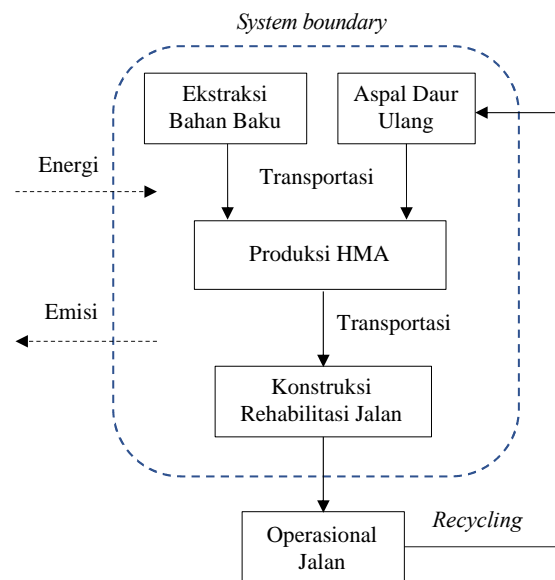 System boundary
Ekstraksi
Bahan Baku
Aspal Daur
Ulang
Energi
Transportasi
Produksi HMA
Emisi
Transportasi
Konstruksi
Rehabilitasi Jalan
Operasional
Jalan
Recycling